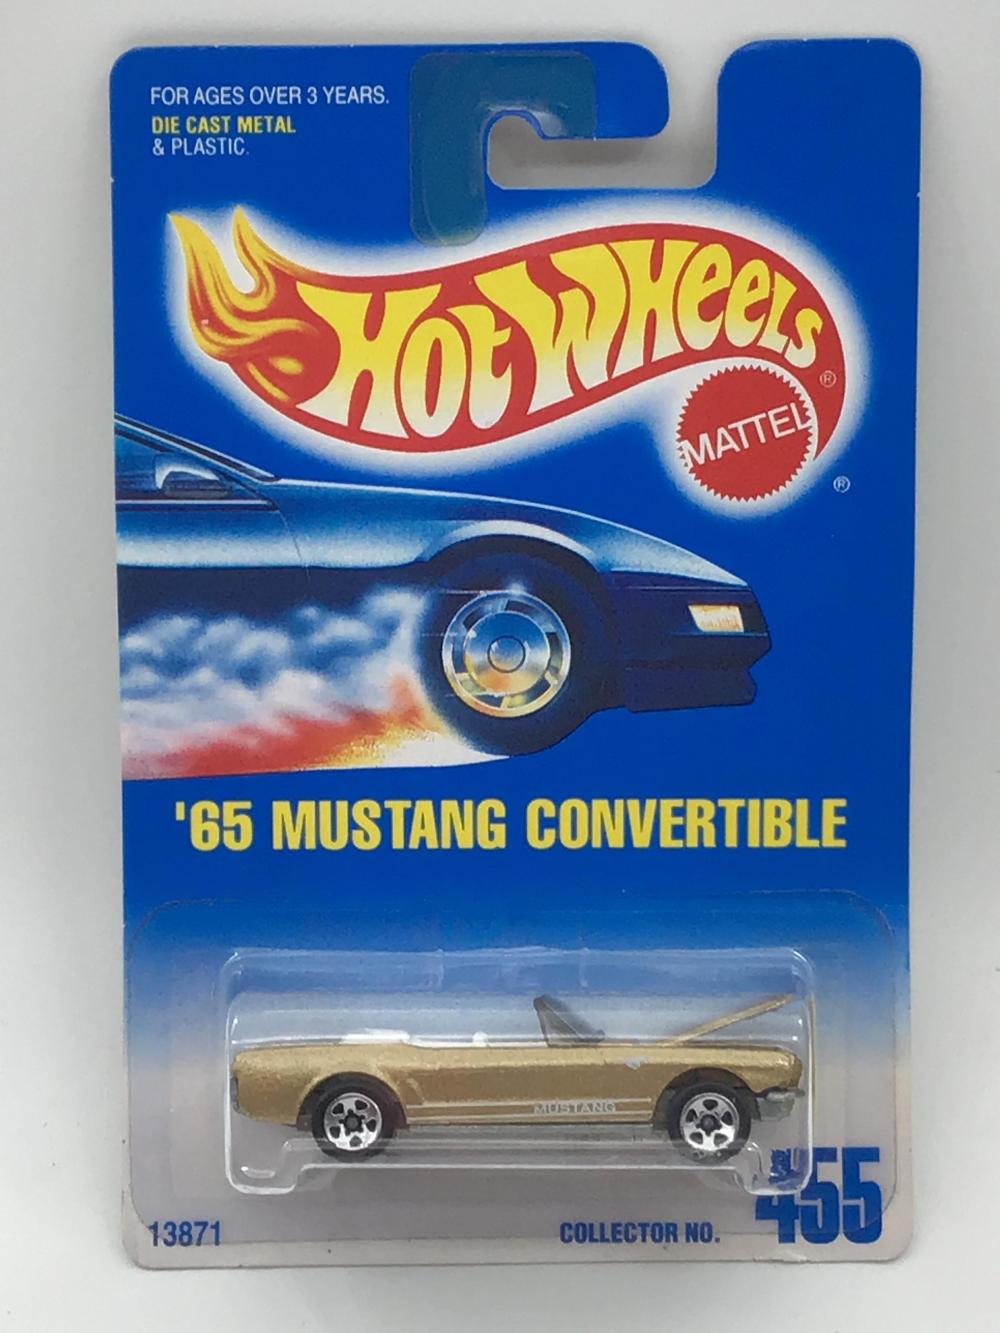 FOR AGES OVER 3 YEARS.
DIE CAST METAL
& PLASTIC.
HOT WHEELS ®
MATTEL
®
'65 MUSTANG CONVERTIBLE
MUSTANG
13871
COLLECTOR NO.
455